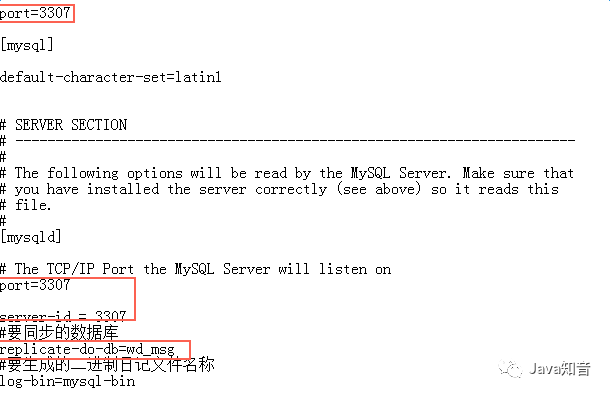 port=3307
[mysql]
default-character-set=latin1
# SERVER SECTION
# ----------------------------------------------------------------------
#
# The following options will be read by the MySQL Server. Make sure that
# you have installed the server correctly (see above) so it reads this
# file.
#
[mysqld]
# The TCP/IP Port the MySQL Server will listen on
port=3307
server-id = 3307
#要同步的数据库
replicate-do-db=wd_msg
#要生成的二进制日记文件名称
log-bin=mysql-bin
Java知音